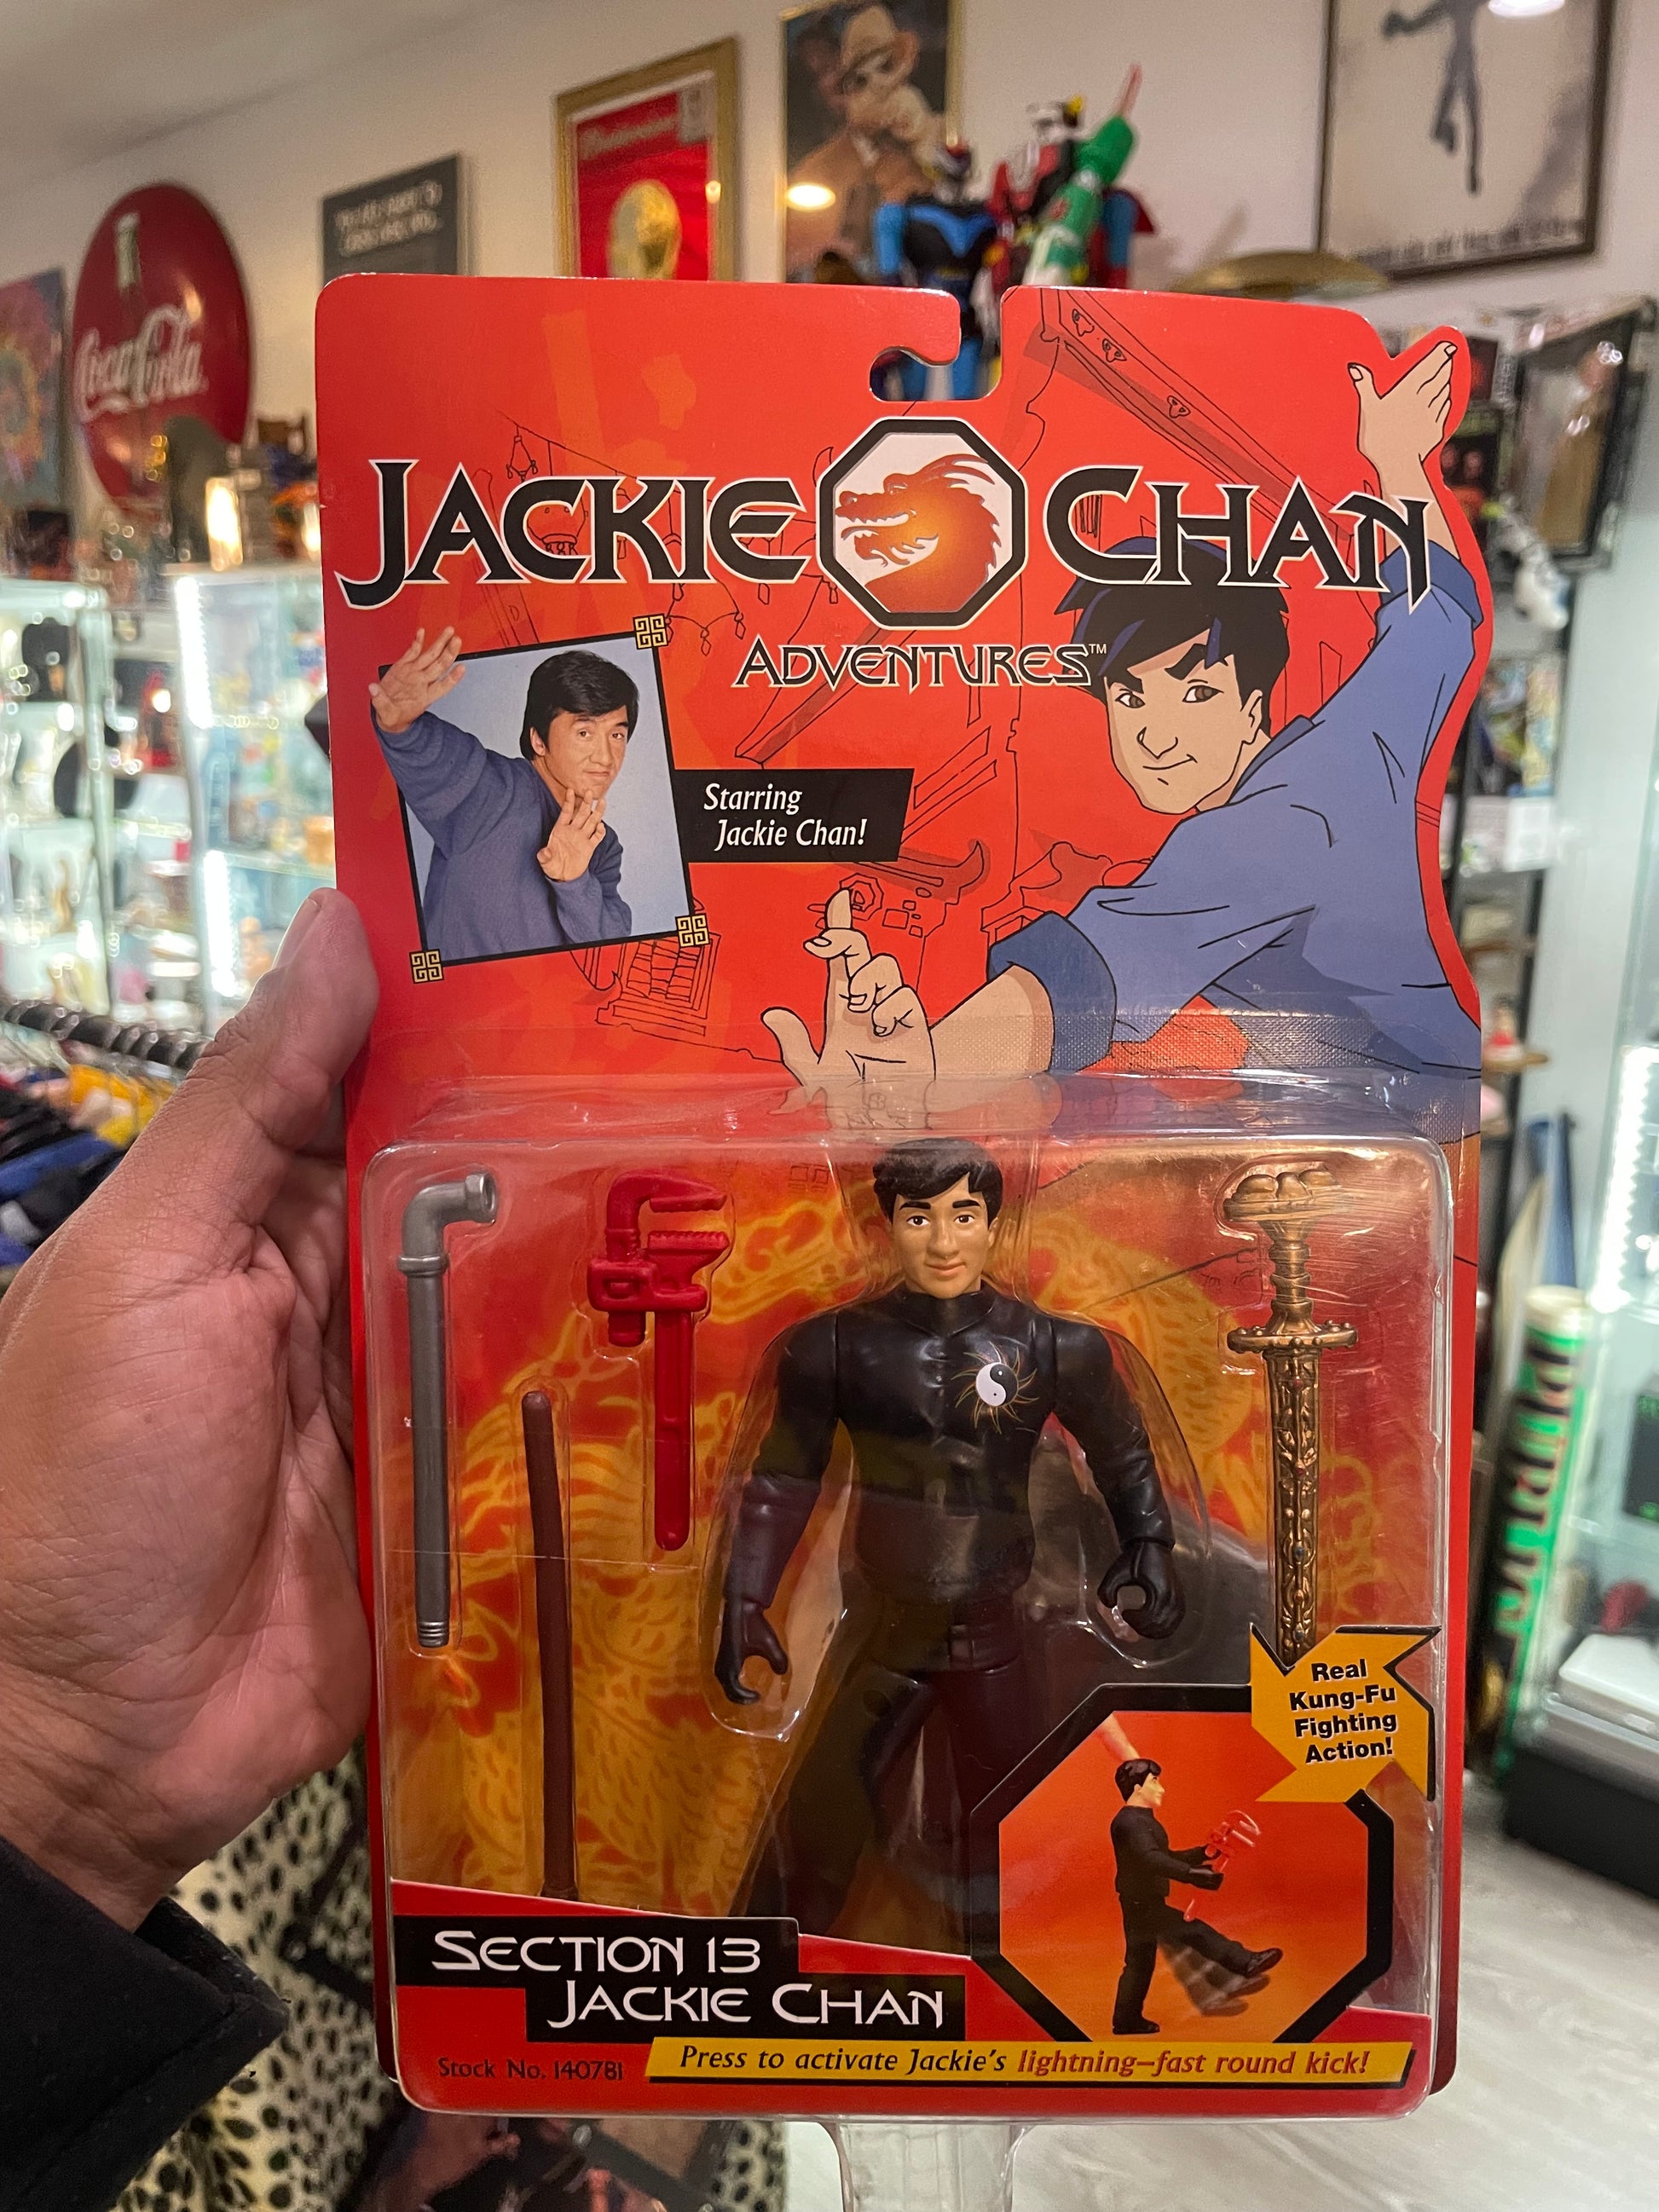 Coca-Cola
JACKIE CHAN
ADVENTURES™
Starring
Jackie Chan!
Real
Kung-Fu
Fighting
Action!
SECTION 13
JACKIE CHAN
Stock No. 140781
Press to activate Jackie's lightning-fast round kick!